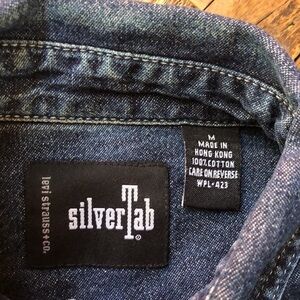 levi strauss+co.
silverTab®
M
MADE IN
HONG KONG
100% COTTON
CARE ON REVERSE
WPL-423